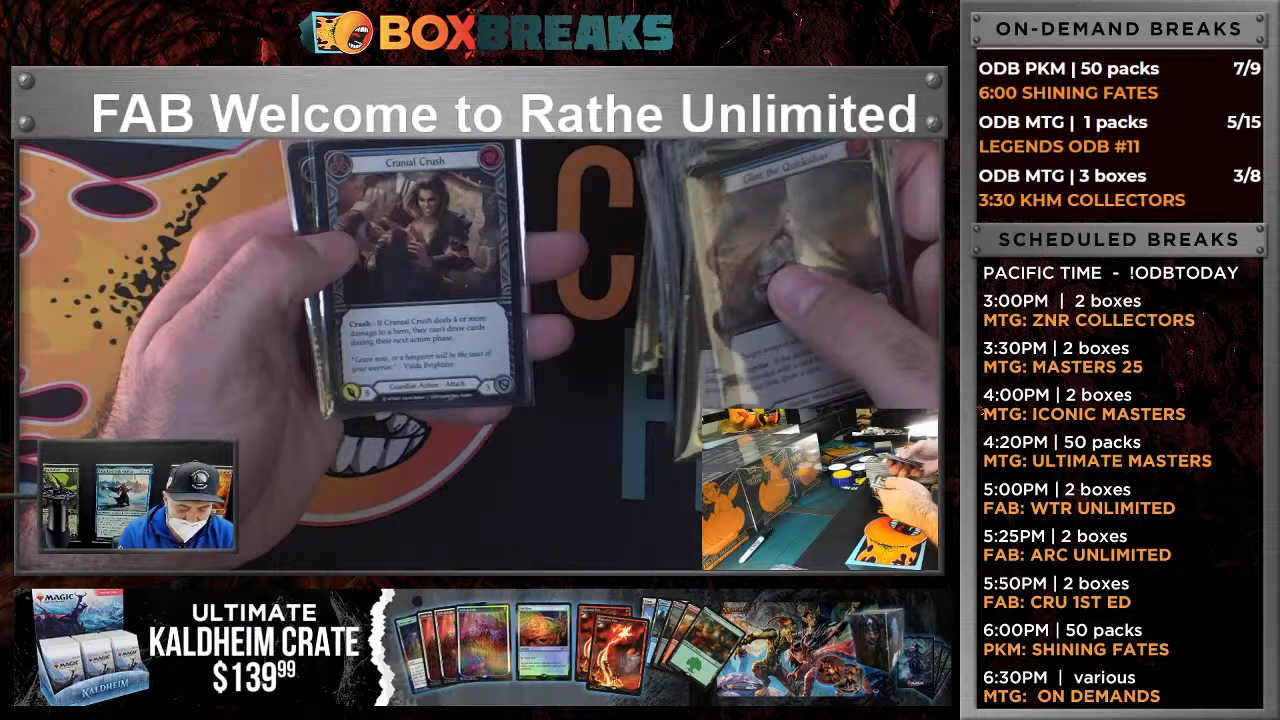 BOXBREAKS
FAB Welcome to Rathe Unlimited
Cranial Crush
Crush - If Cranial Crush deals 4 or more
damage to a hero, they can't draw cards
during their next action phase.
"Leave now, or a hangover will be the least of
your worries."
Guardian Action - Attack
Glint the Quicksilver
ULTIMATE
KALDHEIM CRATE
$139.99
MAGIC
KALDHEIM
ON-DEMAND BREAKS
ODB PKM | 50 packs 7/9
6:00 SHINING FATES
ODB MTG | 1 packs 5/15
LEGENDS ODB #11
ODB MTG | 3 boxes 3/8
3:30 KHM COLLECTORS
SCHEDULED BREAKS
PACIFIC TIME - !ODBTODAY
3:00PM | 2 boxes
MTG: ZNR COLLECTORS
3:30PM | 2 boxes
MTG: MASTERS 25
4:00PM | 2 boxes
MTG: ICONIC MASTERS
4:20PM | 50 packs
MTG: ULTIMATE MASTERS
5:00PM | 2 boxes
FAB: WTR UNLIMITED
5:25PM | 2 boxes
FAB: ARC UNLIMITED
5:50PM | 2 boxes
FAB: CRU 1ST ED
6:00PM | 50 packs
PKM: SHINING FATES
6:30PM | various
MTG: ON DEMANDS